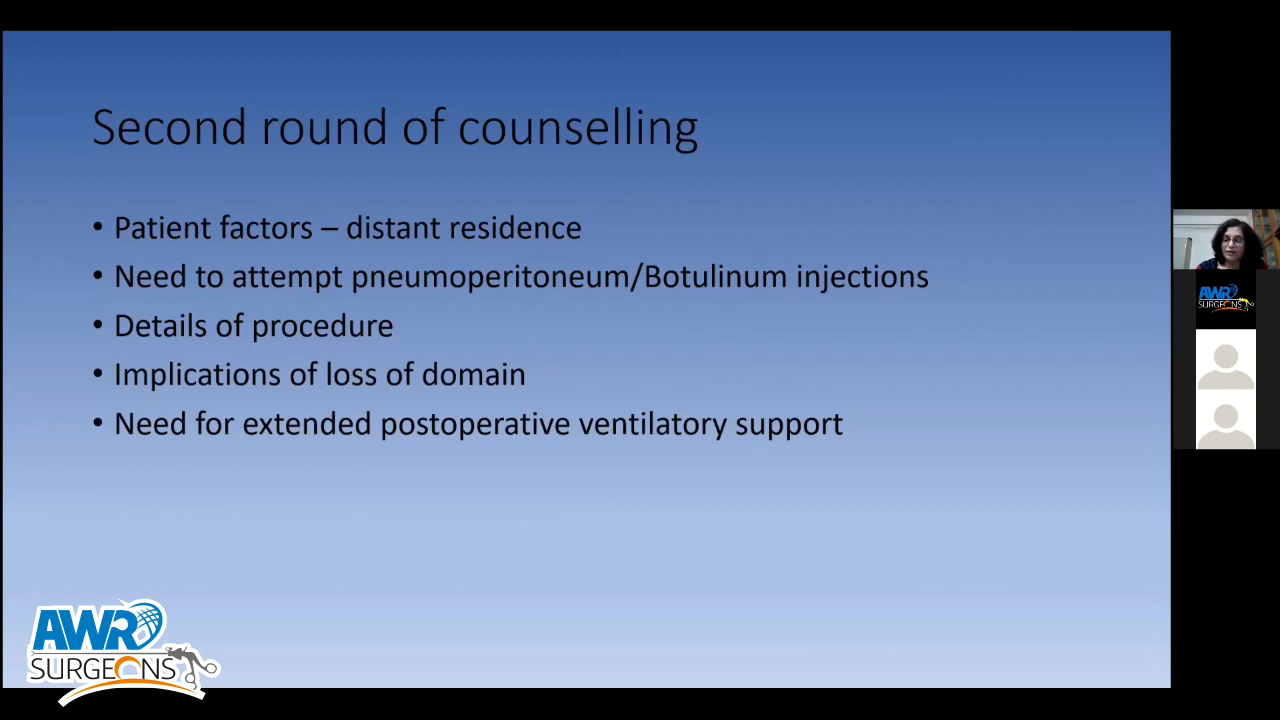 Second round of counselling
• Patient factors – distant residence
• Need to attempt pneumoperitoneum/Botulinum injections
• Details of procedure
• Implications of loss of domain
• Need for extended postoperative ventilatory support
AWR
SURGEONS
AWR
SURGEONS